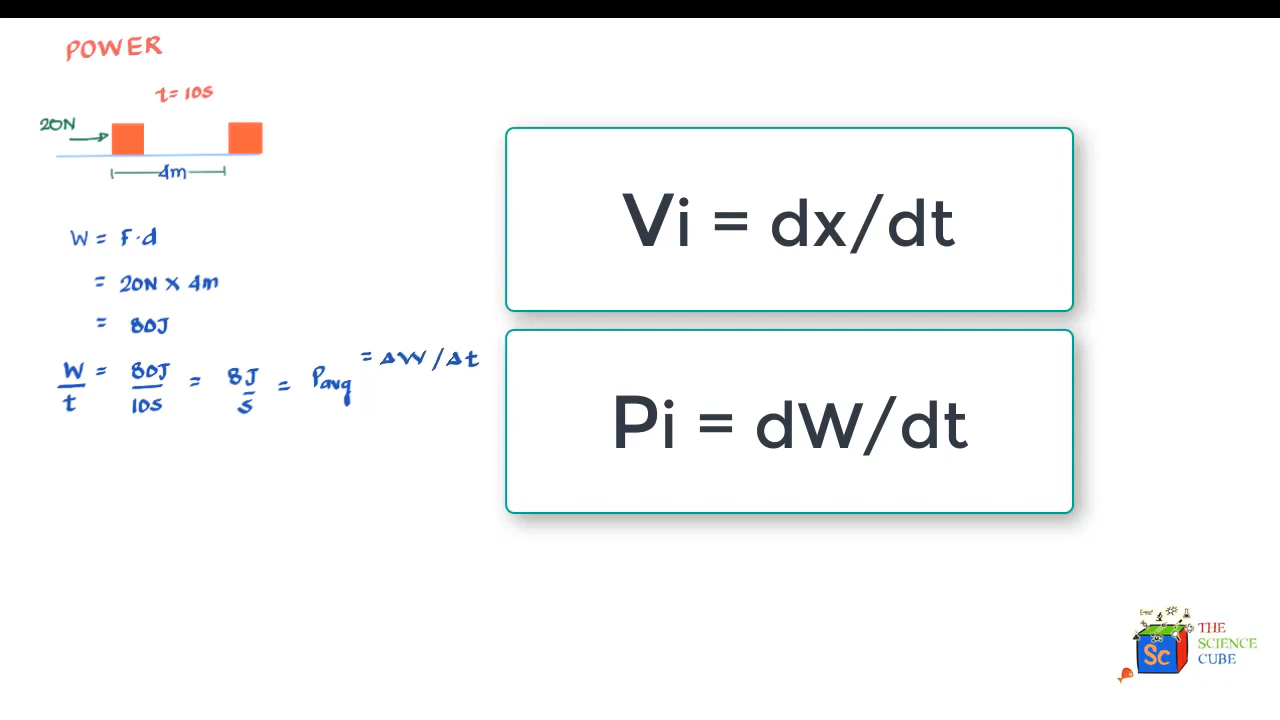 POWER
t = 10s
20N
4m
W = F·d
= 20N × 4m
= 80J
W/t = 80J/10s = 8J/s = Pavg = ΔW/Δt
Vi = dx/dt
Pi = dW/dt
Sc
THE
SCIENCE
CUBE